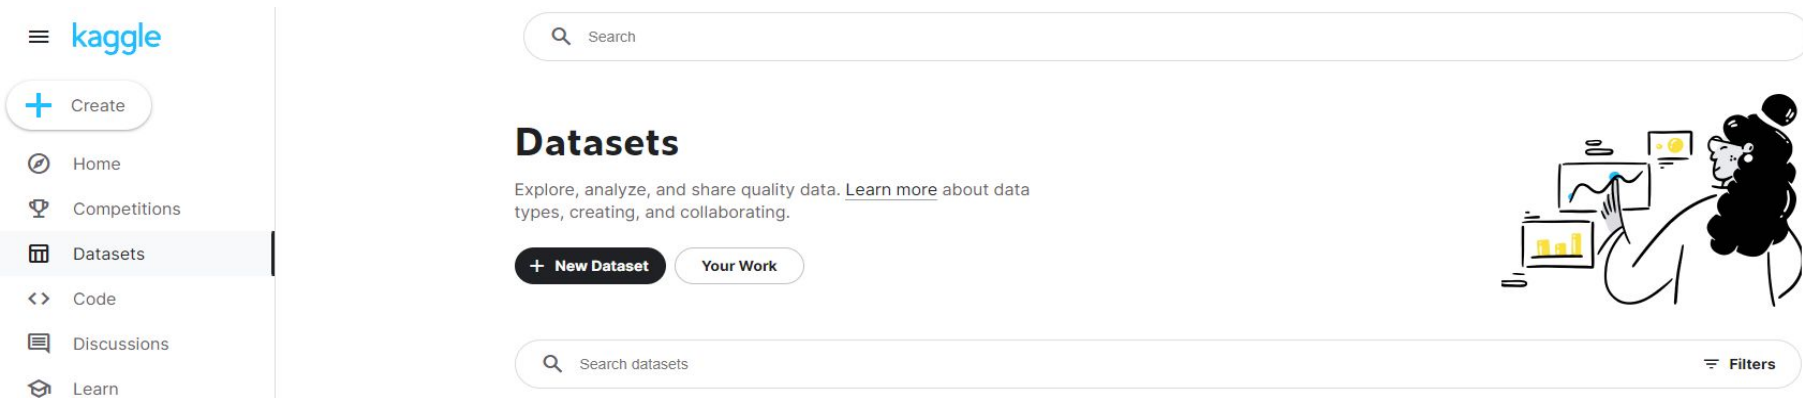 kaggle
Search
Create
Home
Competitions
Datasets
Code
Discussions
Learn
Datasets
Explore, analyze, and share quality data. Learn more about data
types, creating, and collaborating.
New Dataset
Your Work
Search datasets
Filters